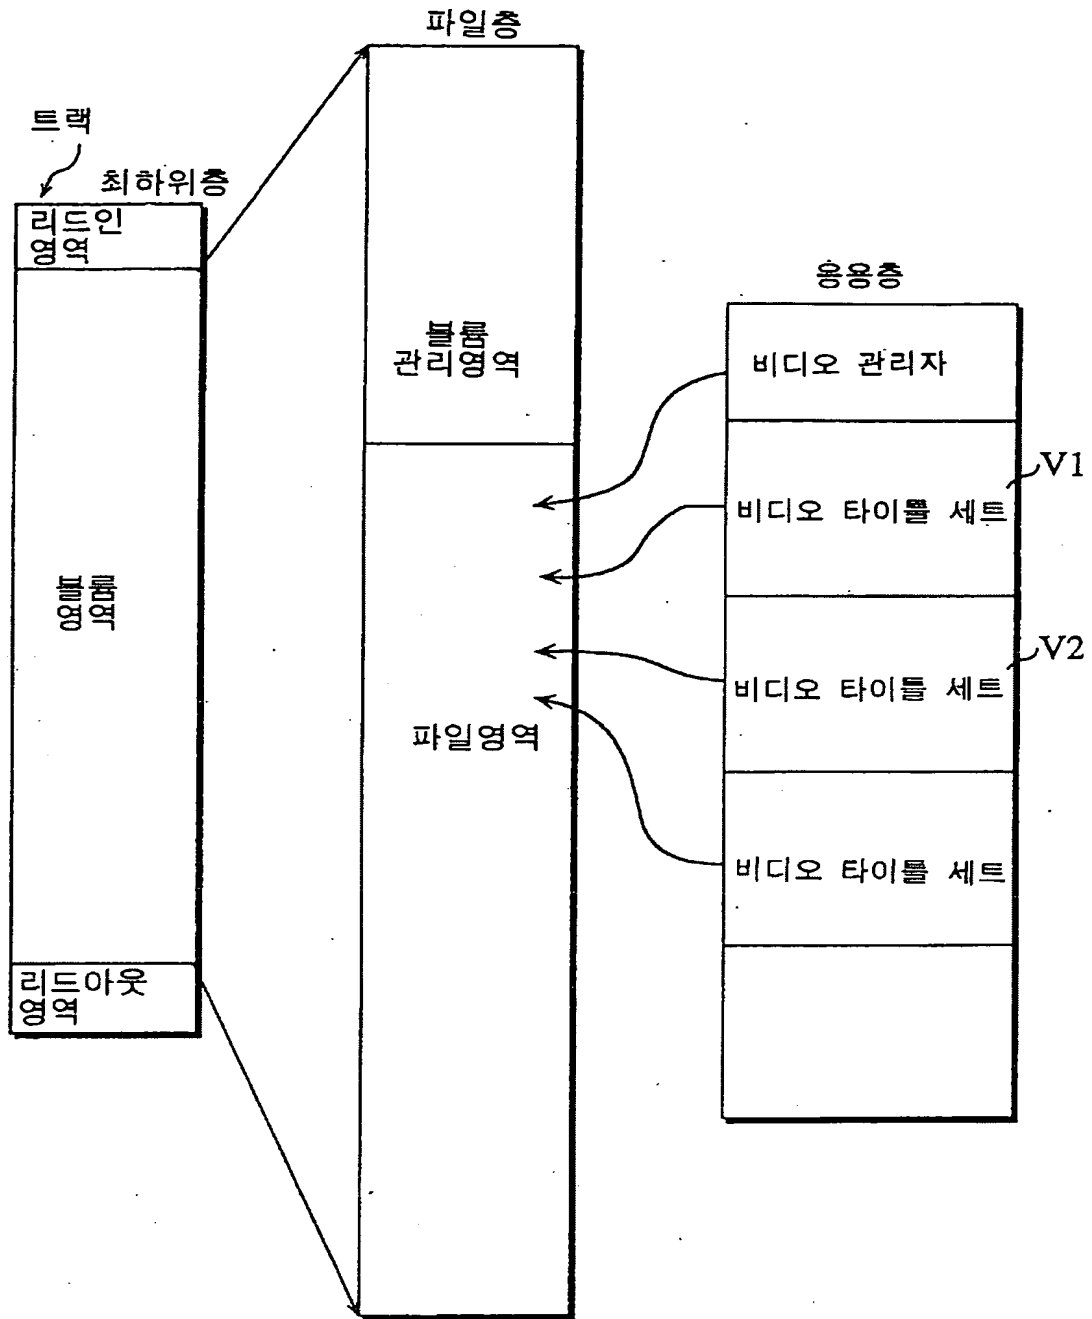 파일층
트랙
최하위층
리드인
영역
볼륨
영역
리드아웃
영역
볼륨
관리영역
파일영역
응용층
비디오 관리자
비디오 타이틀 세트
V1
비디오 타이틀 세트
V2
비디오 타이틀 세트